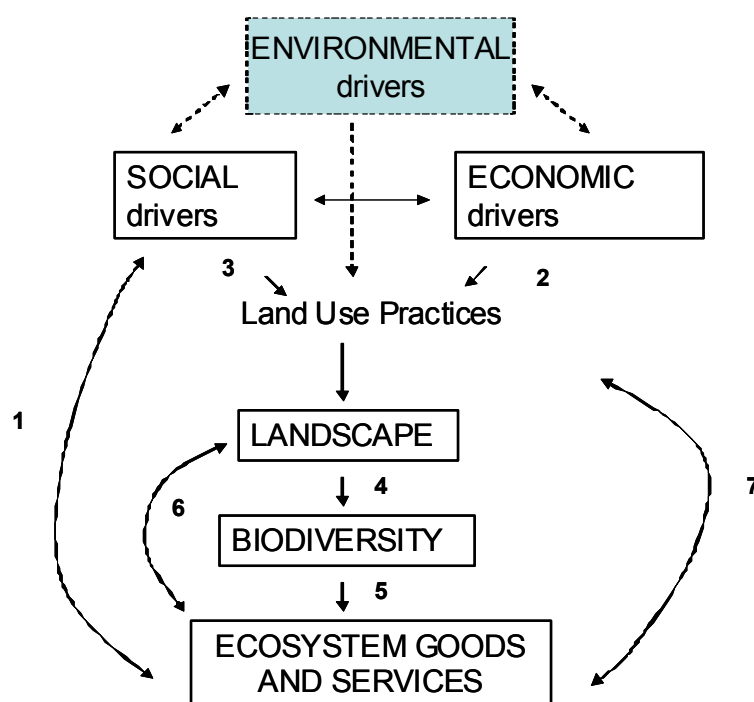 ENVIRONMENTAL
drivers
SOCIAL
drivers
ECONOMIC
drivers
3
2
Land Use Practices
1
LANDSCAPE
4
7
6
BIODIVERSITY
5
ECOSYSTEM GOODS
AND SERVICES